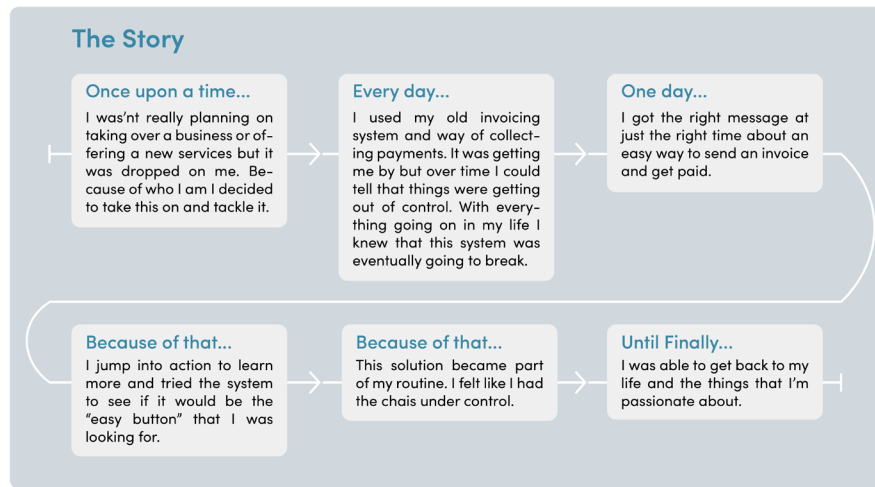 The Story
Once upon a time...
I was'nt really planning on
taking over a business or of-
fering a new services but it
was dropped on me. Be-
cause of who I am I decided
to take this on and tackle it.
Every day...
I used my old invoicing
system and way of collect-
ing payments. It was getting
me by but over time I could
tell that things were getting
out of control. With every-
thing going on in my life I
knew that this system was
eventually going to break.
One day...
I got the right message at
just the right time about an
easy way to send an invoice
and get paid.
Because of that...
I jump into action to learn
more and tried the system
to see if it would be the
“easy button” that I was
looking for.
Because of that...
This solution became part
of my routine. I felt like I had
the chais under control.
Until Finally...
I was able to get back to my
life and the things that I’m
passionate about.